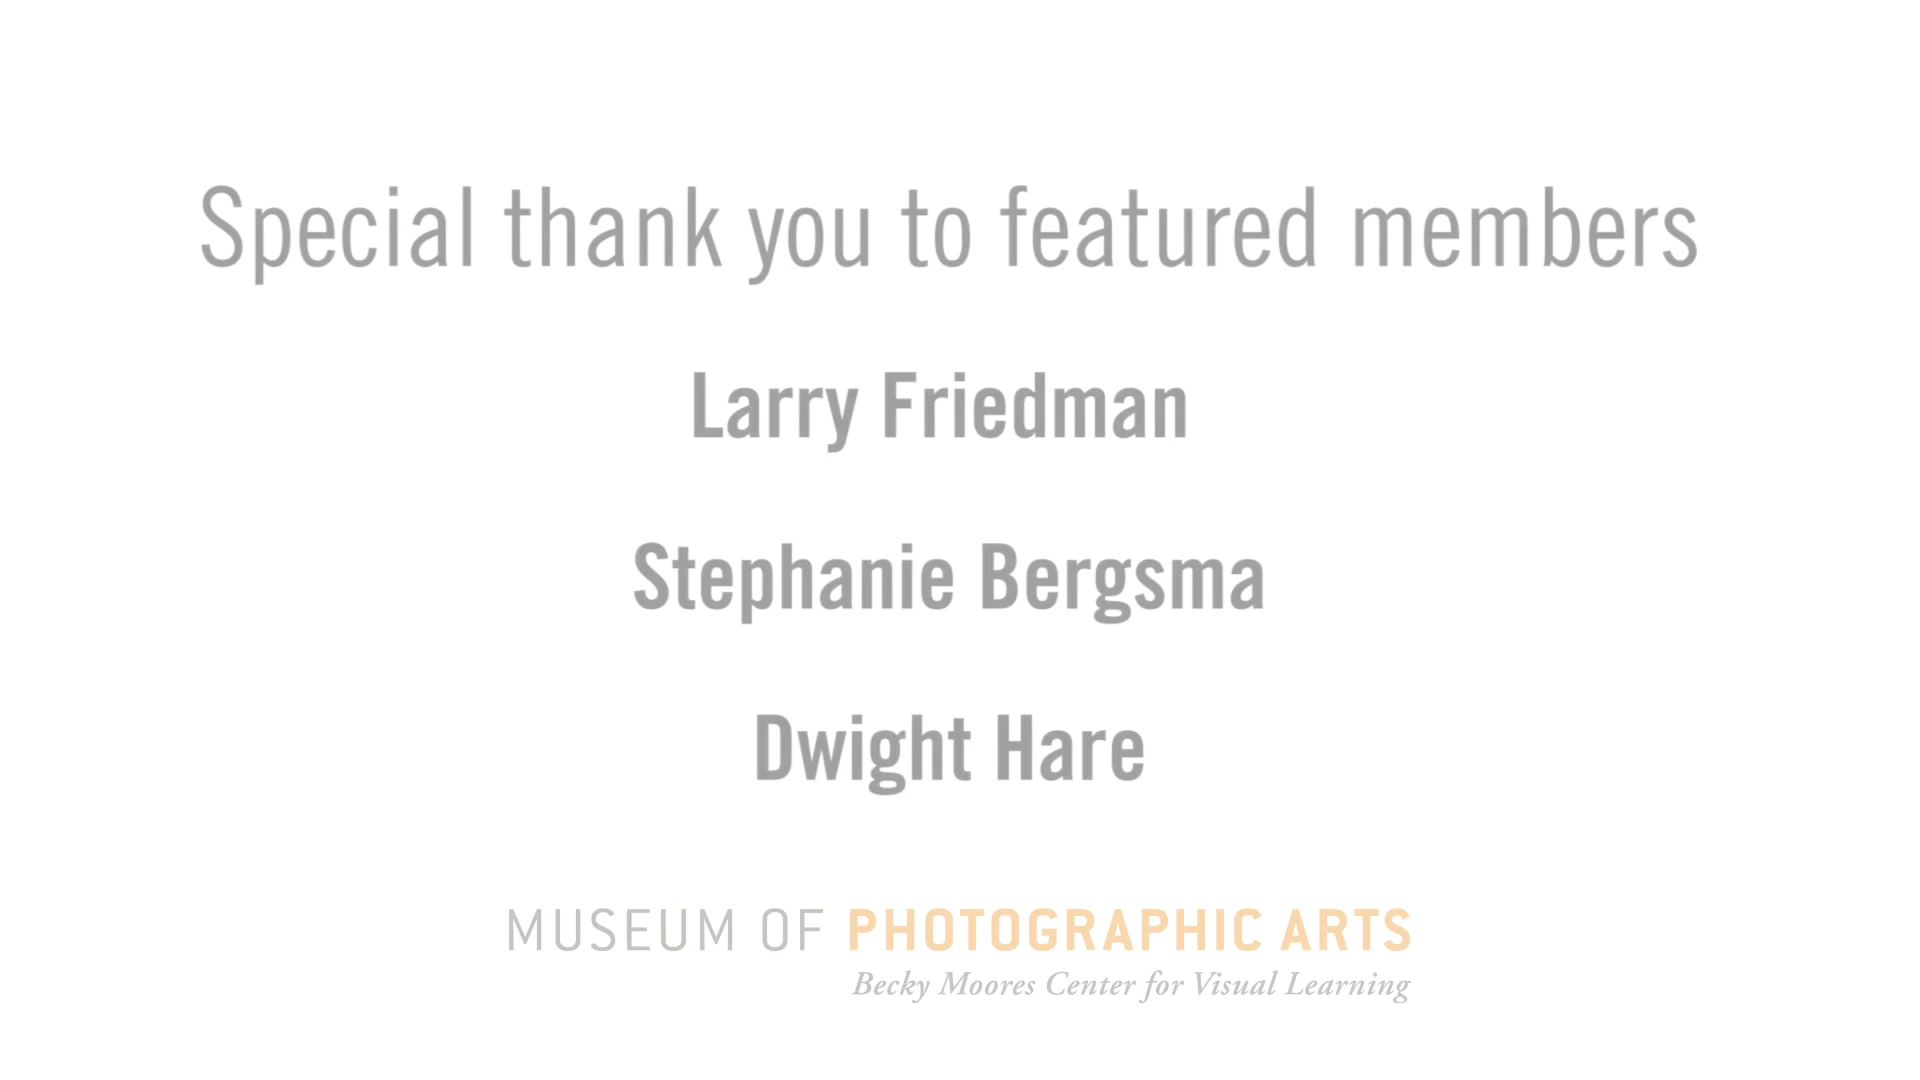 Special thank you to featured members
Larry Friedman
Stephanie Bergsma
Dwight Hare
MUSEUM OF PHOTOGRAPHIC ARTS
Becky Moores Center for Visual Learning